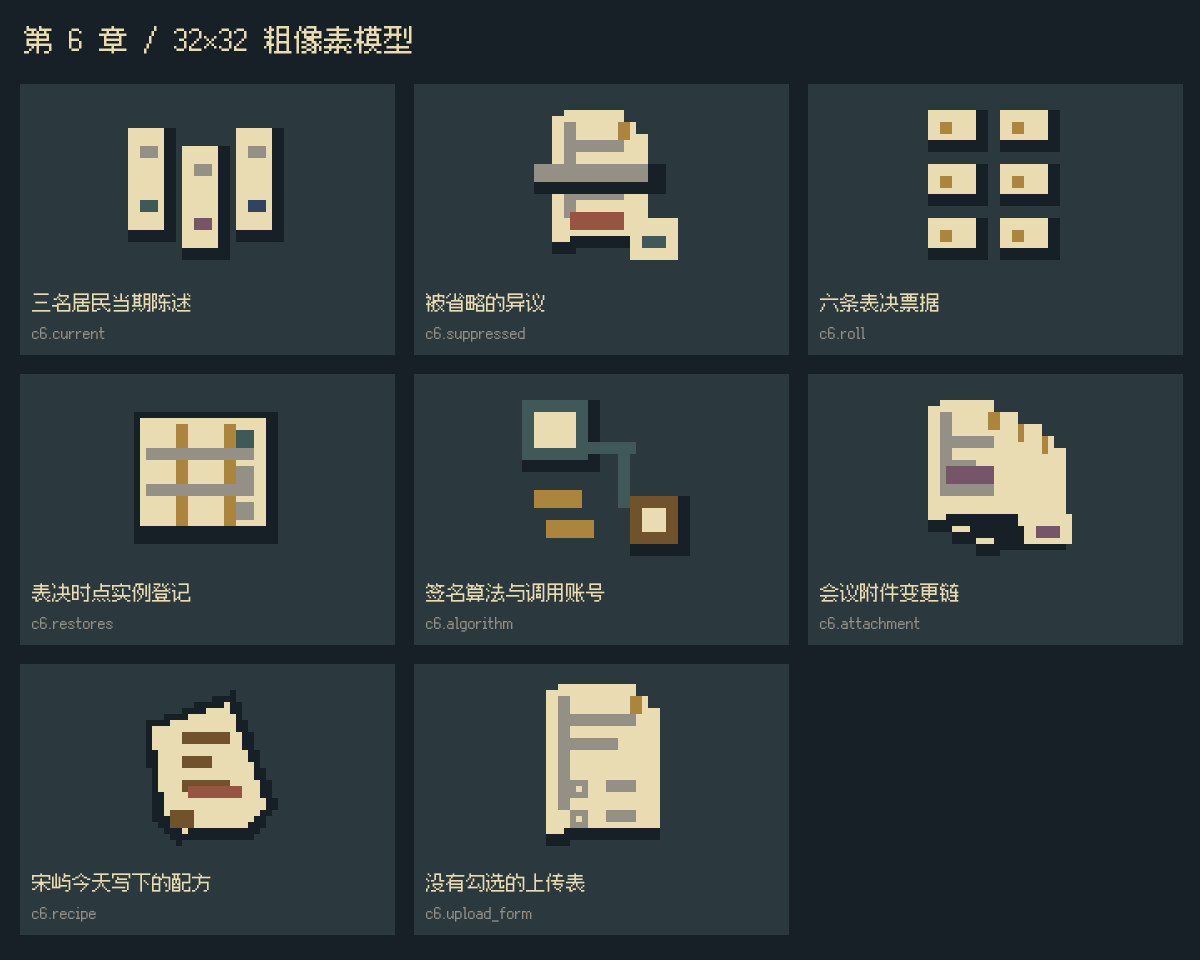 第 6 章 / 32×32 粗像素模型
三名居民当期陈述
c6.current
被省略的异议
c6.suppressed
六条表决票据
c6.roll
表决时点实例登记
c6.restores
签名算法与调用账号
c6.algorithm
会议附件变更链
c6.attachment
宋屿今天写下的配方
c6.recipe
没有勾选的上传表
c6.upload_form